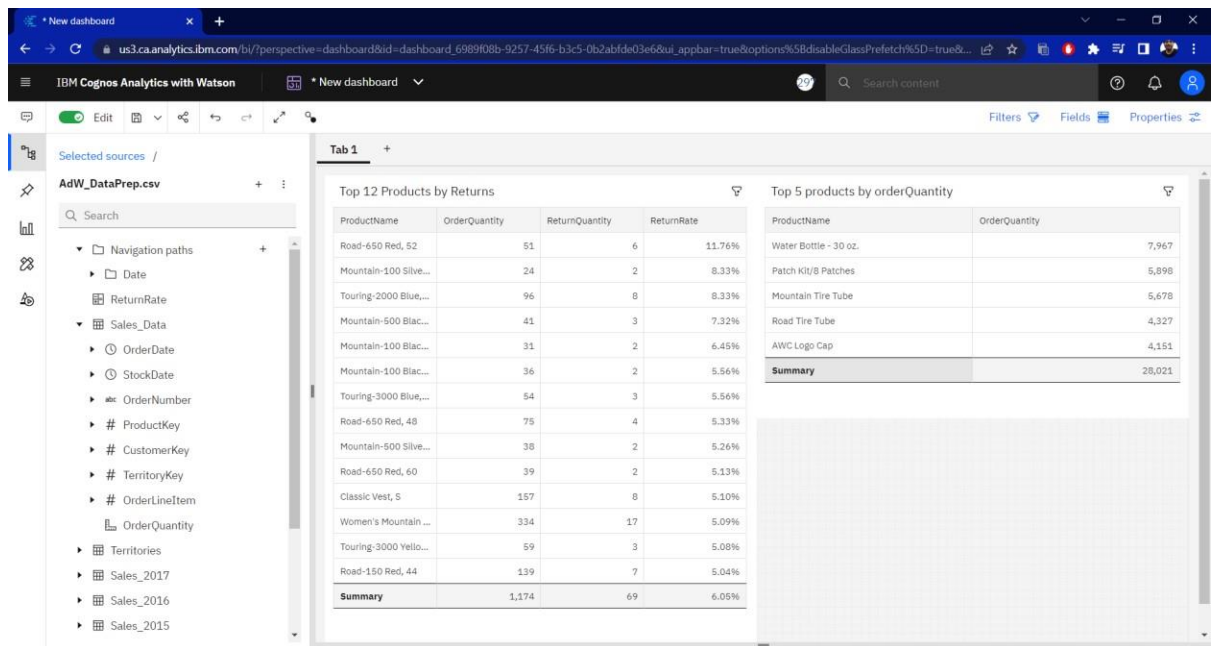 * New dashboard
us3.ca.analytics.ibm.com/bi/?perspective=dashboard&id=dashboard_6989f08b-9257-45f6-b3c5-0b2abfde03e6&ui_appbar=true&options%5BdisableGlassPrefetch%5D=true&...
IBM Cognos Analytics with Watson
* New dashboard
Search content
Edit
Filters Fields Properties
Selected sources /
AdW_DataPrep.csv
Search
Navigation paths
Date
ReturnRate
Sales_Data
OrderDate
StockDate
abc OrderNumber
# ProductKey
# CustomerKey
# TerritoryKey
# OrderLineItem
OrderQuantity
Territories
Sales_2017
Sales_2016
Sales_2015
Tab 1 +
Top 12 Products by Returns
ProductName OrderQuantity ReturnQuantity ReturnRate
Road-650 Red, 52 51 6 11.76%
Mountain-100 Silve... 24 2 8.33%
Touring-2000 Blue,... 96 8 8.33%
Mountain-500 Blac... 41 3 7.32%
Mountain-100 Blac... 31 2 6.45%
Mountain-100 Blac... 36 2 5.56%
Touring-3000 Blue,... 54 3 5.56%
Road-650 Red, 48 75 4 5.33%
Mountain-500 Silve... 38 2 5.26%
Road-650 Red, 60 39 2 5.13%
Classic Vest, S 157 8 5.10%
Women's Mountain ... 334 17 5.09%
Touring-3000 Yello... 59 3 5.08%
Road-150 Red, 44 139 7 5.04%
Summary 1,174 69 6.05%
Top 5 products by orderQuantity
ProductName OrderQuantity
Water Bottle - 30 oz. 7,967
Patch Kit/8 Patches 5,898
Mountain Tire Tube 5,678
Road Tire Tube 4,327
AWC Logo Cap 4,151
Summary 28,021